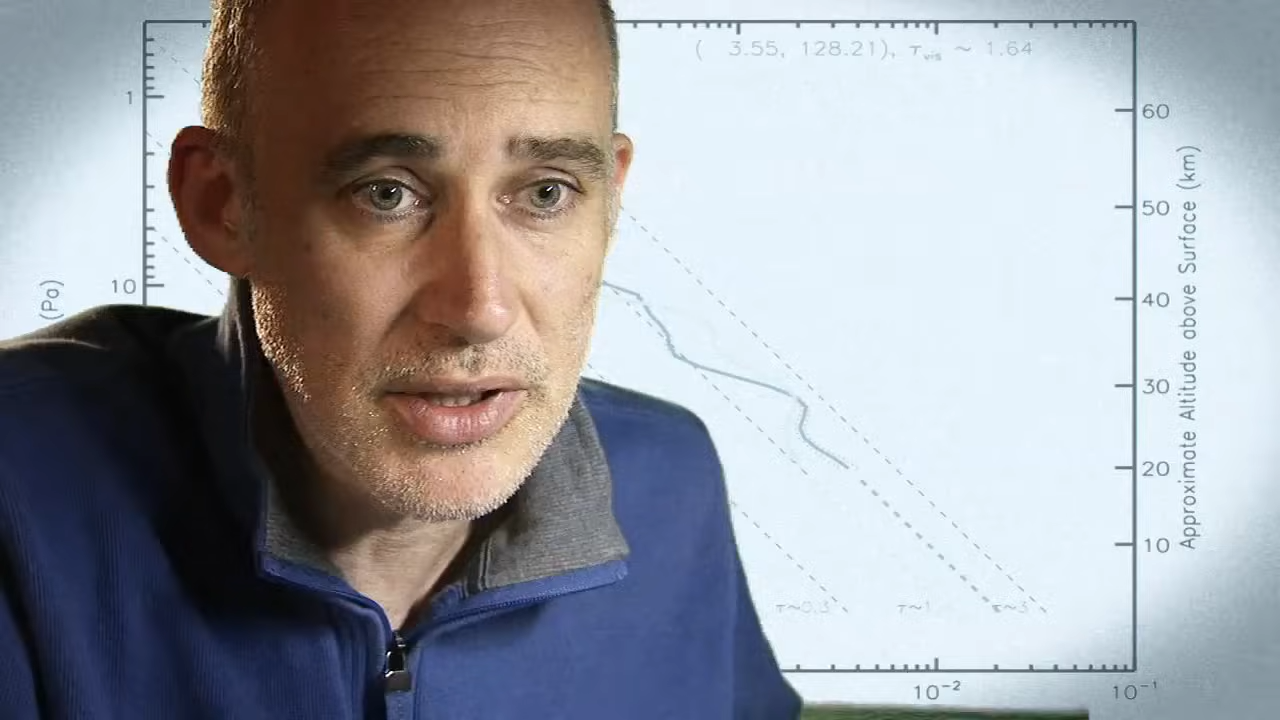 ( 3.55, 128.21), τvis ~ 1.64
1
10
(Pa)
60
50
40
30
20
10
Approximate Altitude above Surface (km)
τ~0.3
τ~1
τ~3
10⁻²
10⁻¹